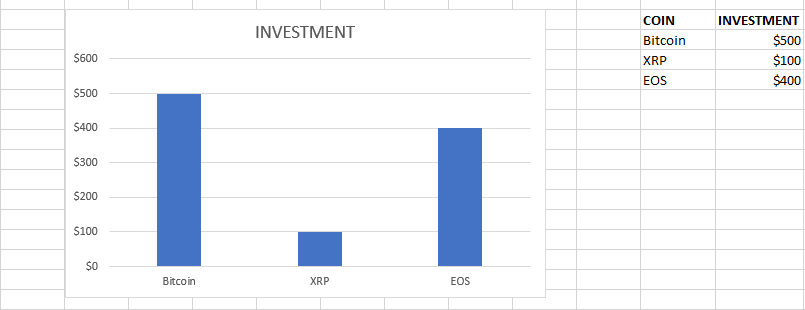 INVESTMENT
$600
$500
$400
$300
$200
$100
$0
Bitcoin XRP EOS
COIN INVESTMENT
Bitcoin $500
XRP $100
EOS $400